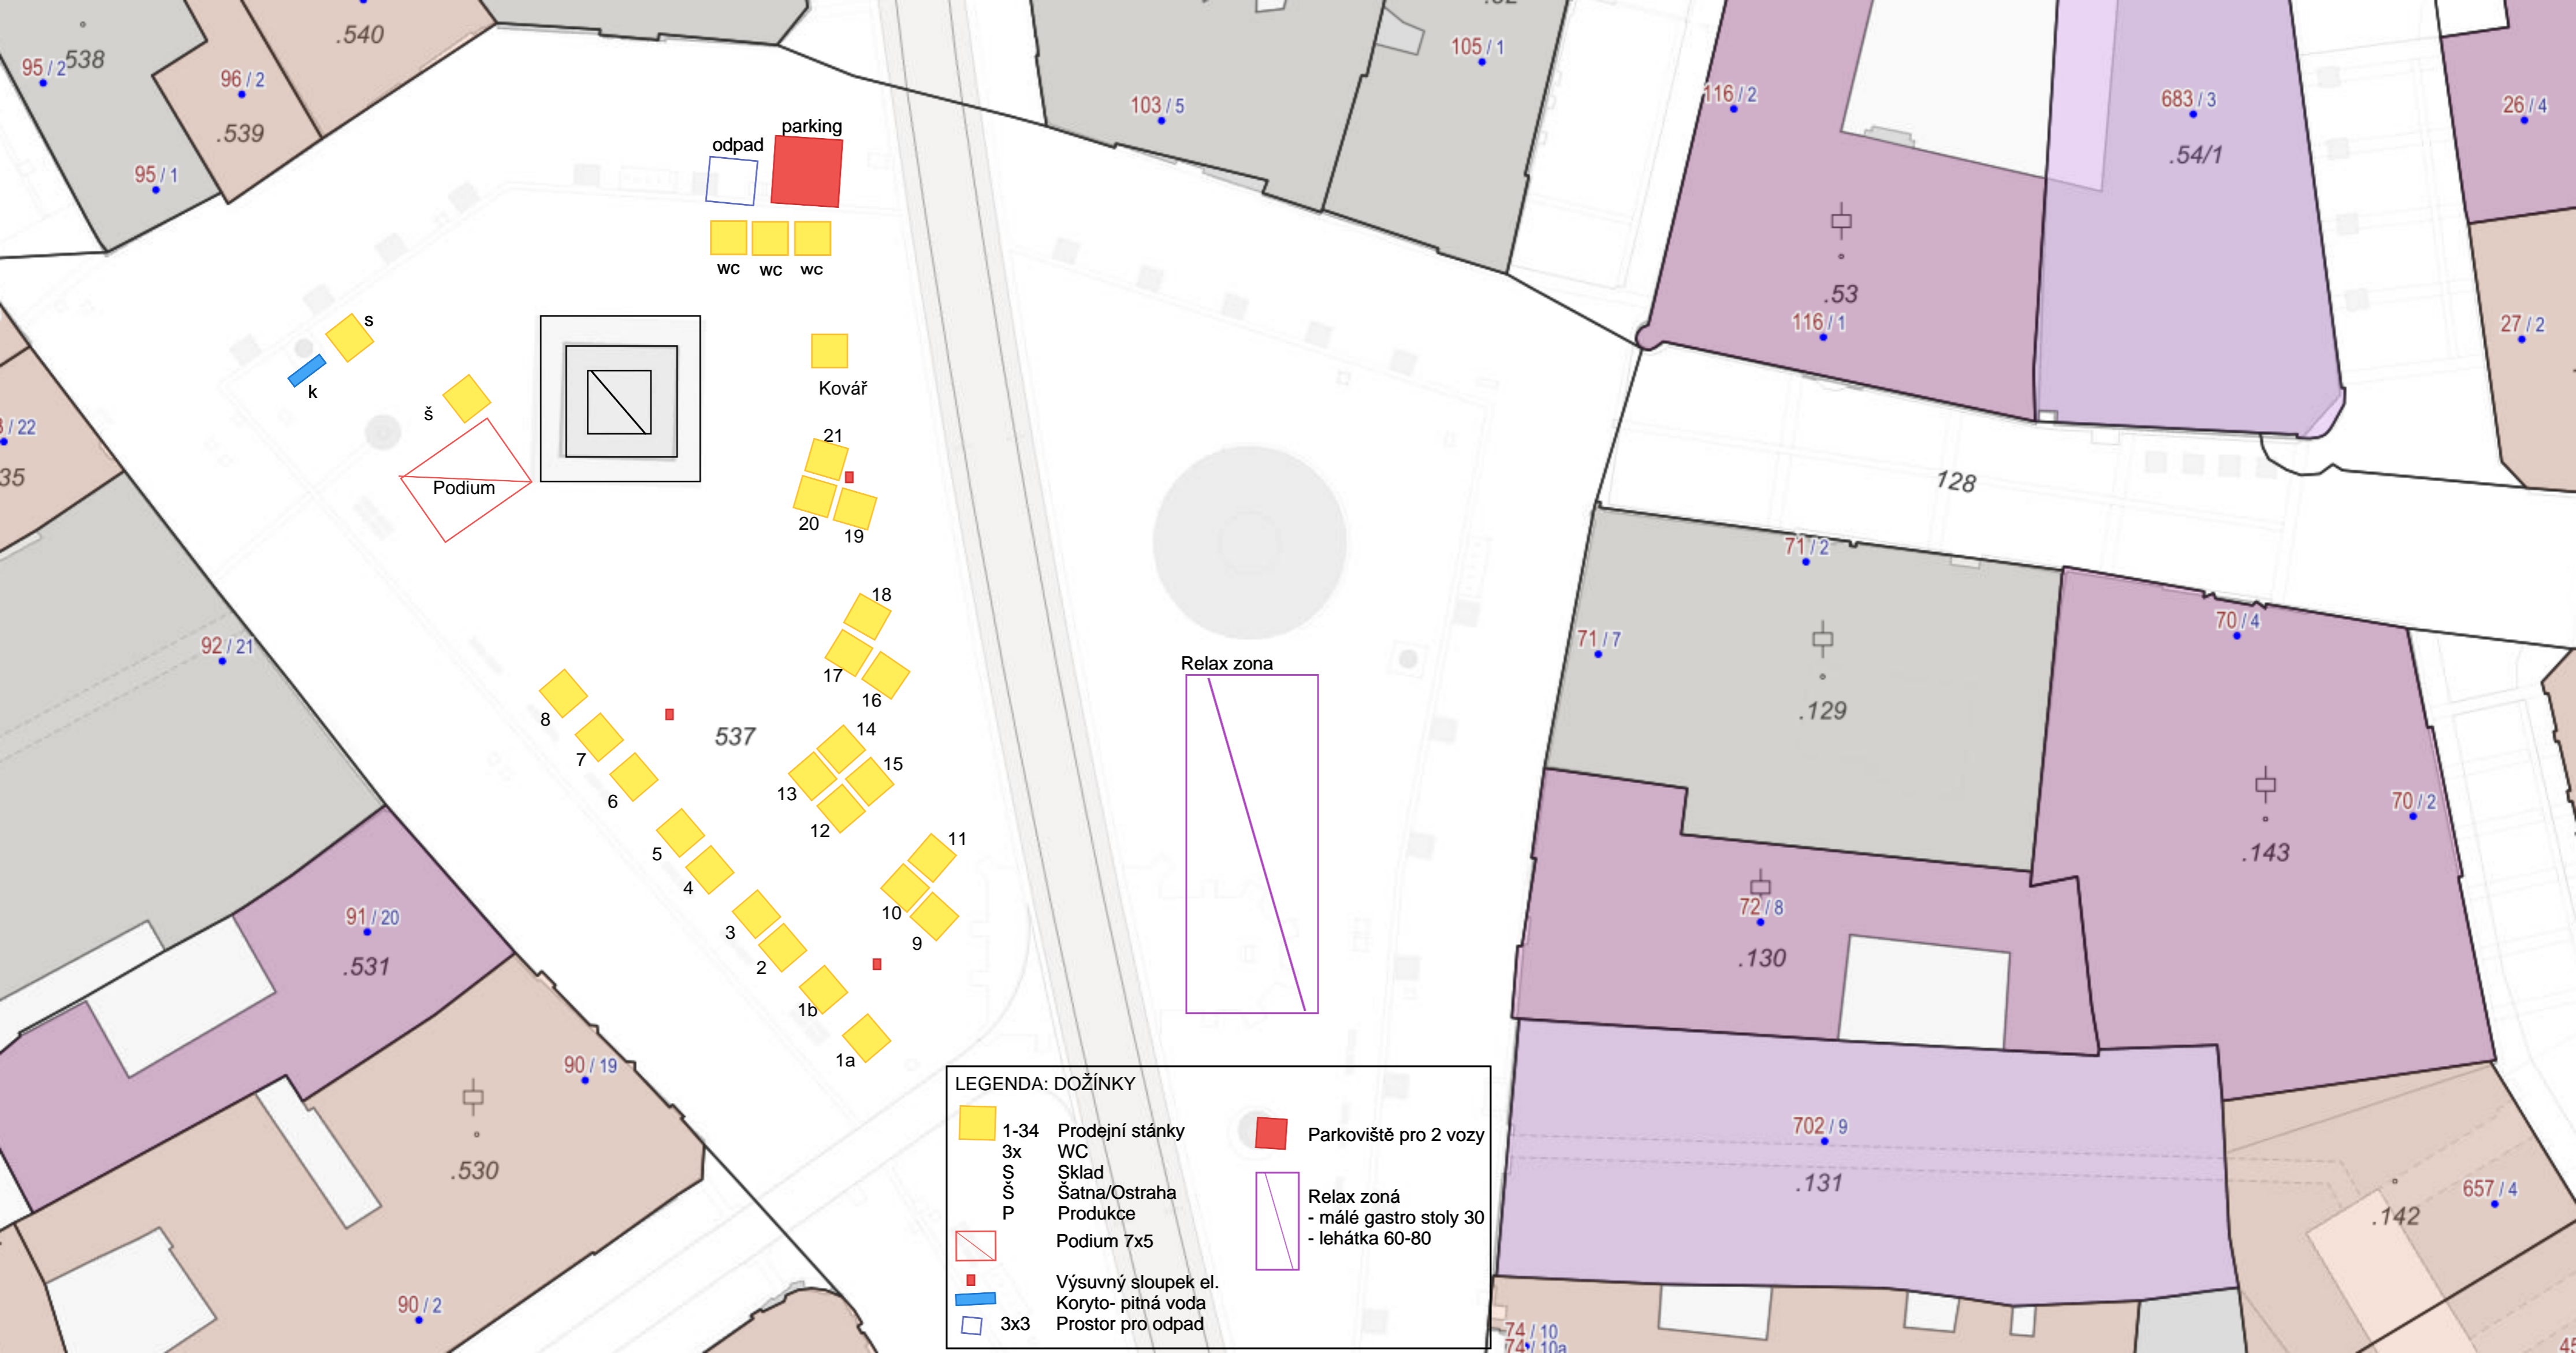 538
95/2
.540
96/2
.539
95/1
103/5
105/1
116/2
683/3
.54/1
26/4
parking
odpad
wc wc wc
.53
116/1
27/2
s
k
š
Kovář
Podium
/22
35
21
20
19
128
71/2
18
17
16
71/7
70/4
Relax zona
92/21
.129
8
7
6
537
14
15
13
12
70/2
.143
5
4
11
10
9
3
2
1b
1a
72/8
.130
91/20
.531
90/19
.530
90/2
702/9
.131
657/4
.142
74/10
74/10a
45
LEGENDA: DOŽÍNKY
1-34 Prodejní stánky
3x WC
S Sklad
Š Šatna/Ostraha
P Produkce
Podium 7x5
Výsuvný sloupek el.
Koryto- pitná voda
3x3 Prostor pro odpad
Parkoviště pro 2 vozy
Relax zoná
- málé gastro stoly 30
- lehátka 60-80